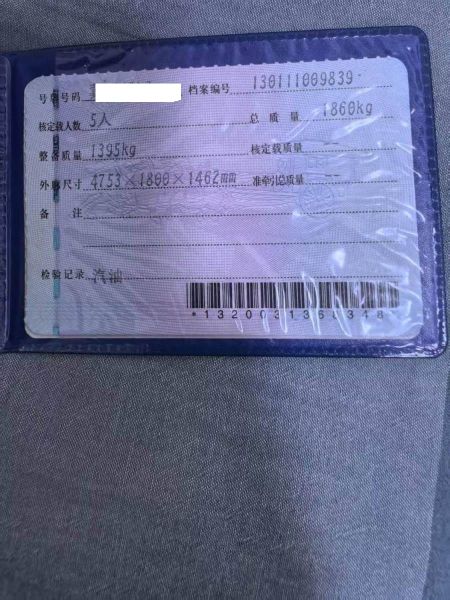 号牌号码 档案编号 130111009839
核定载人数 5人 总质量 1860kg
整备质量 1395kg 核定载质量 --
外廓尺寸 4753×1800×1462mm 准牵引总质量 --
备注
检验记录 汽油
*1320031368348*